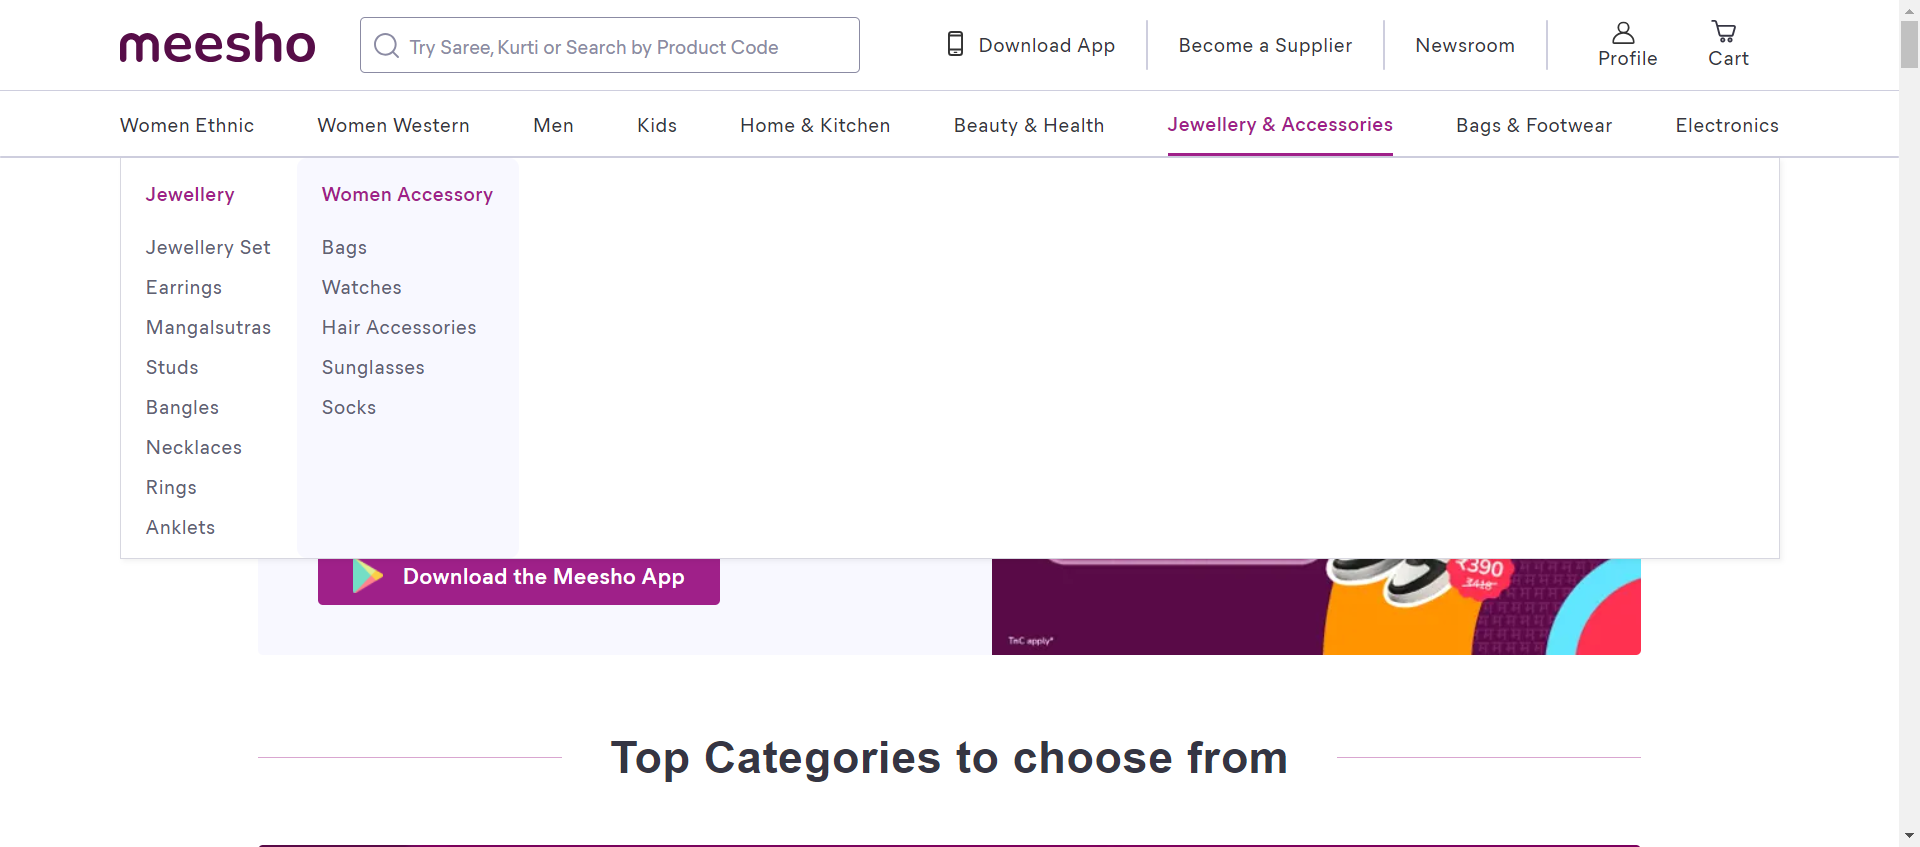 meesho
Try Saree, Kurti or Search by Product Code
Download App
Become a Supplier
Newsroom
Profile
Cart
Women Ethnic
Women Western
Men
Kids
Home & Kitchen
Beauty & Health
Jewellery & Accessories
Bags & Footwear
Electronics
Jewellery
Jewellery Set
Earrings
Mangalsutras
Studs
Bangles
Necklaces
Rings
Anklets
Women Accessory
Bags
Watches
Hair Accessories
Sunglasses
Socks
Download the Meesho App
₹390
TnC apply*
Top Categories to choose from